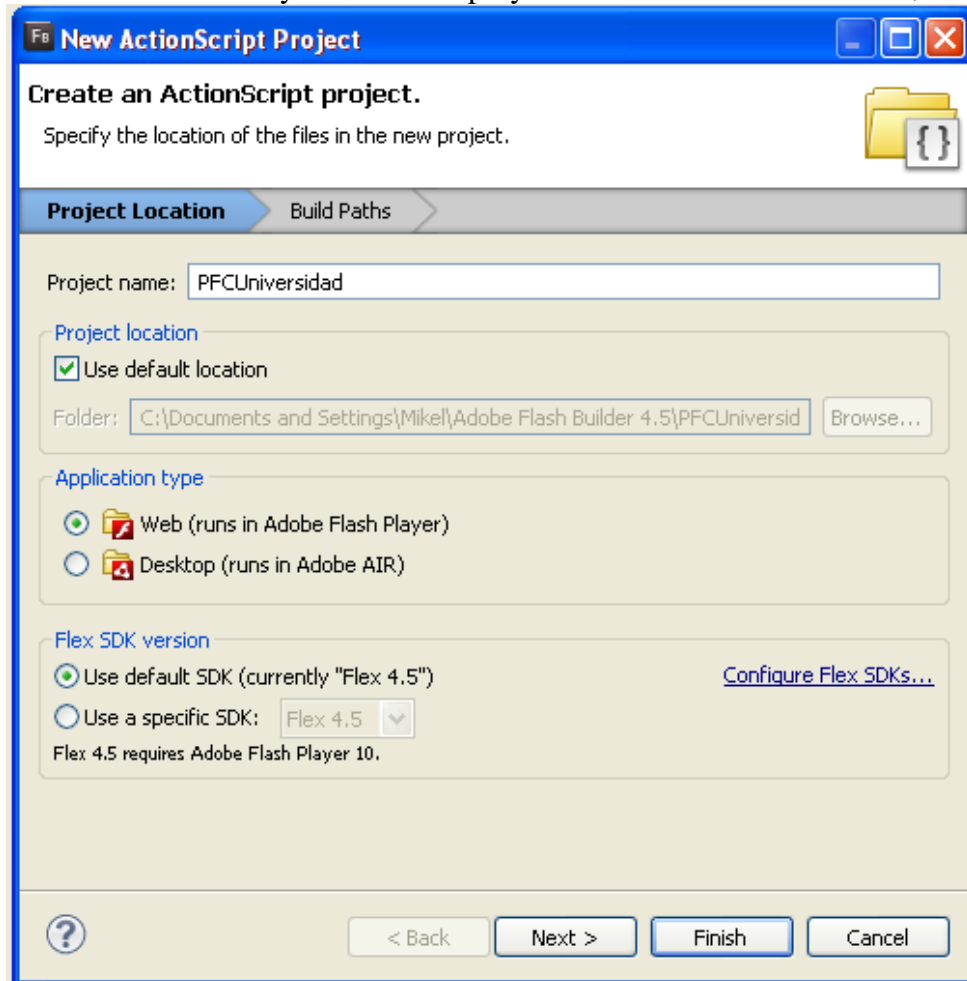 FB New ActionScript Project
Create an ActionScript project.
Specify the location of the files in the new project.
{}
Project Location Build Paths
Project name: PFCUniversidad
Project location
Use default location
Folder: C:\Documents and Settings\Mikel\Adobe Flash Builder 4.5\PFCUniversid Browse...
Application type
Web (runs in Adobe Flash Player)
Desktop (runs in Adobe AIR)
Flex SDK version
Use default SDK (currently "Flex 4.5") Configure Flex SDKs...
Use a specific SDK: Flex 4.5
Flex 4.5 requires Adobe Flash Player 10.
? < Back Next > Finish Cancel